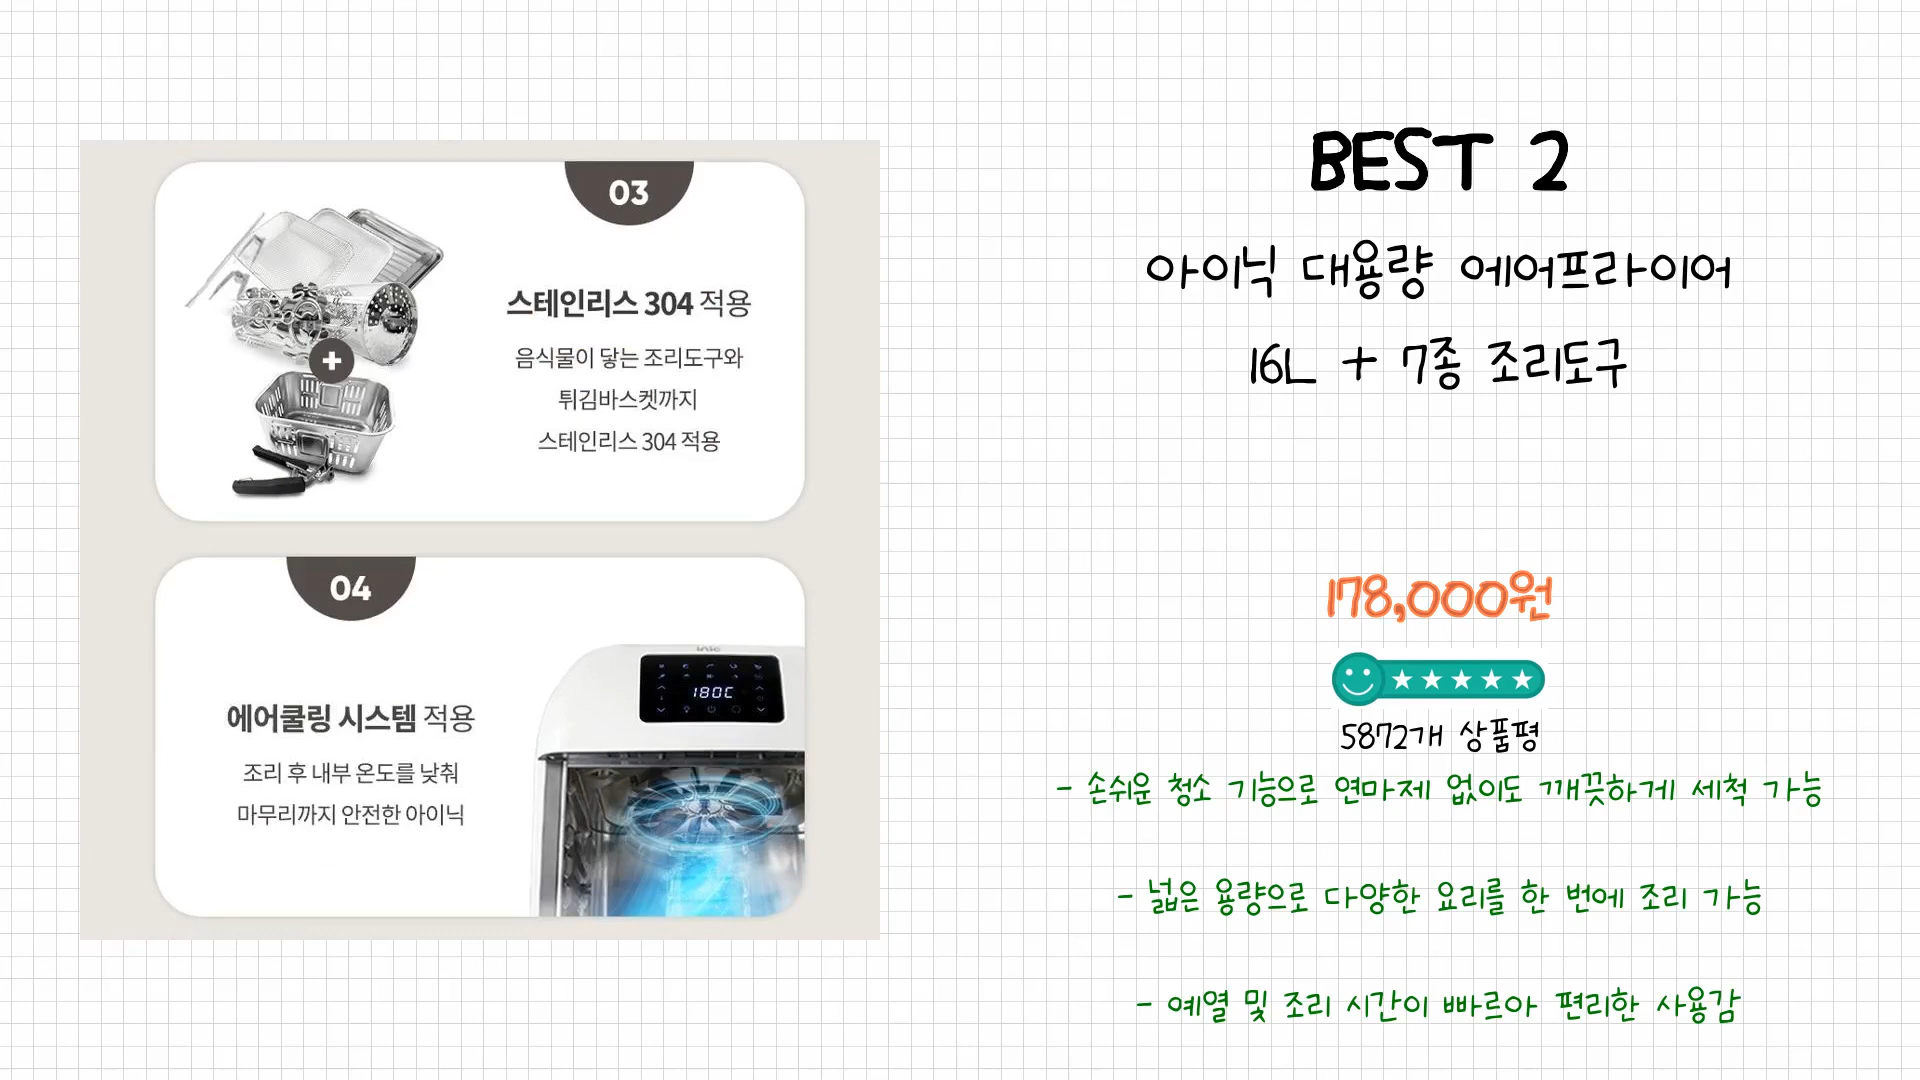 03
스테인리스 304 적용
음식물이 닿는 조리도구와
튀김바스켓까지
스테인리스 304 적용
04
에어쿨링 시스템 적용
조리 후 내부 온도를 낮춰
마무리까지 안전한 아이닉
180C
BEST 2
아이닉 대용량 에어프라이어
16L + 7종 조리도구
178,000원
5872개 상품평
- 손쉬운 청소 기능으로 연마제 없이도 깨끗하게 세척 가능
- 넓은 용량으로 다양한 요리를 한 번에 조리 가능
- 예열 및 조리 시간이 빠르아 편리한 사용감